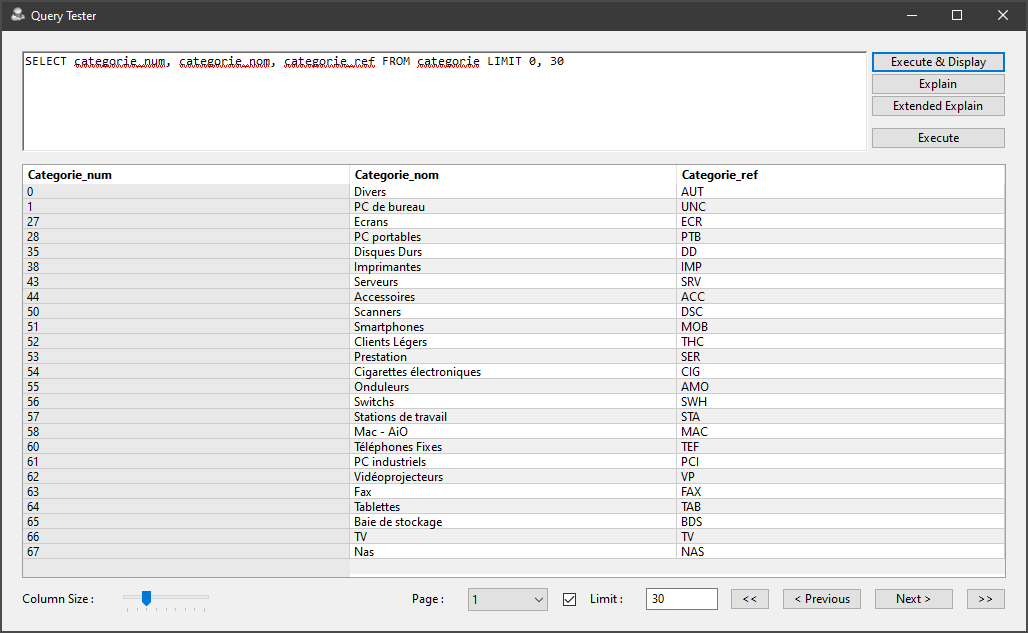 Query Tester
SELECT categorie_num, categorie_nom, categorie_ref FROM categorie LIMIT 0, 30
Execute & Display
Explain
Extended Explain
Execute
Categorie_num Categorie_nom Categorie_ref
0 Divers AUT
1 PC de bureau UNC
27 Ecrans ECR
28 PC portables PTB
35 Disques Durs DD
38 Imprimantes IMP
43 Serveurs SRV
44 Accessoires ACC
50 Scanners DSC
51 Smartphones MOB
52 Clients Légers THC
53 Prestation SER
54 Cigarettes électroniques CIG
55 Onduleurs AMO
56 Switchs SWH
57 Stations de travail STA
58 Mac - AiO MAC
60 Téléphones Fixes TEF
61 PC industriels PCI
62 Vidéoprojecteurs VP
63 Fax FAX
64 Tablettes TAB
65 Baie de stockage BDS
66 TV TV
67 Nas NAS
Column Size : Page : 1 Limit : 30 << < Previous Next > >>